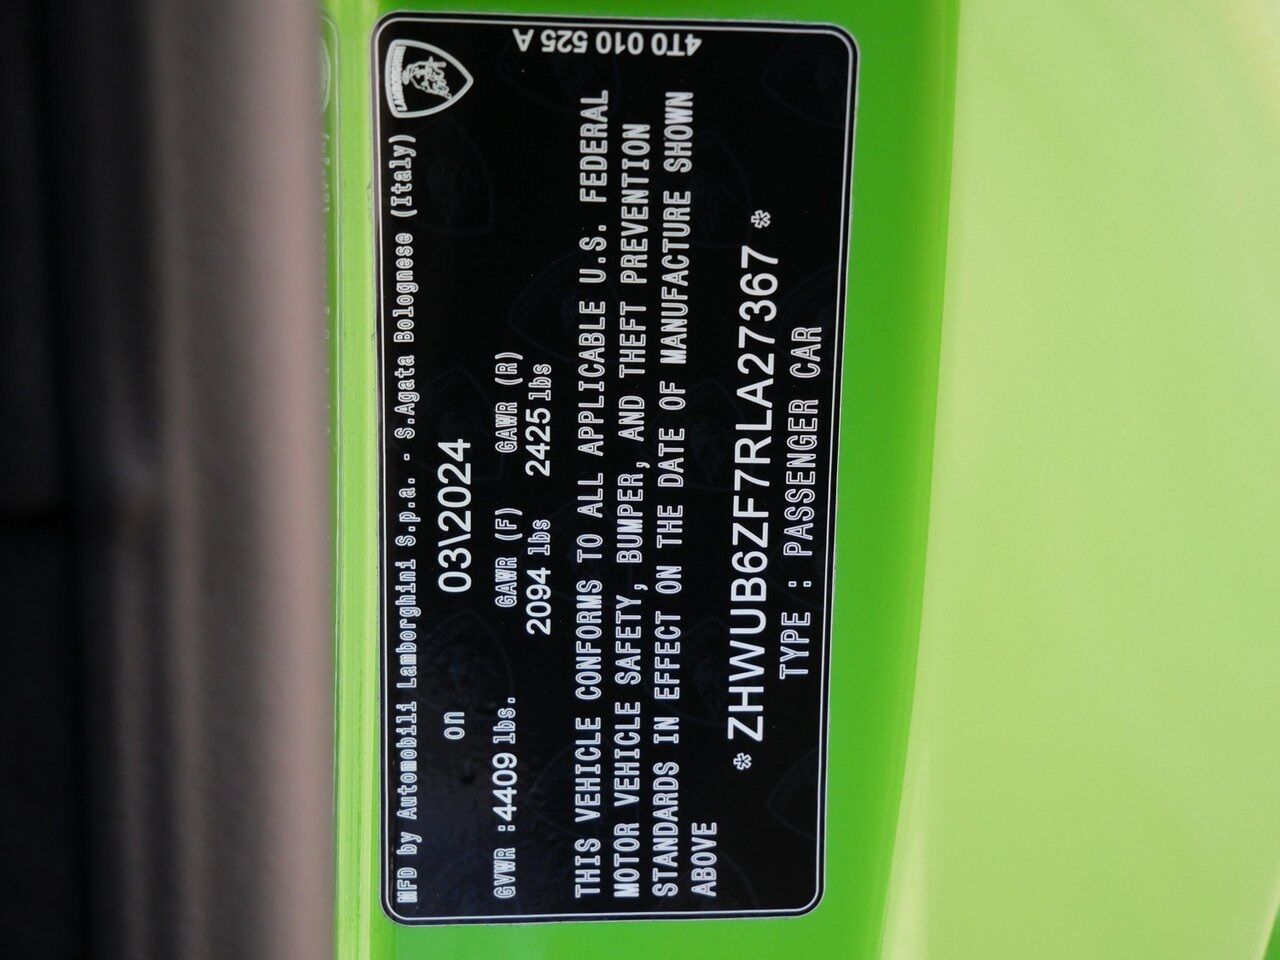 LAMBORGHINI
MFD by Automobili Lamborghini S.p.a. - S.Agata Bolognese (Italy)
on 03\2024
GVWR :4409 lbs. GAWR (F) GAWR (R)
2094 lbs 2425 lbs
THIS VEHICLE CONFORMS TO ALL APPLICABLE U.S. FEDERAL
MOTOR VEHICLE SAFETY, BUMPER, AND THEFT PREVENTION
STANDARDS IN EFFECT ON THE DATE OF MANUFACTURE SHOWN
ABOVE
* ZHWUB6ZF7RLA27367 *
TYPE : PASSENGER CAR
4T0 010 525 A